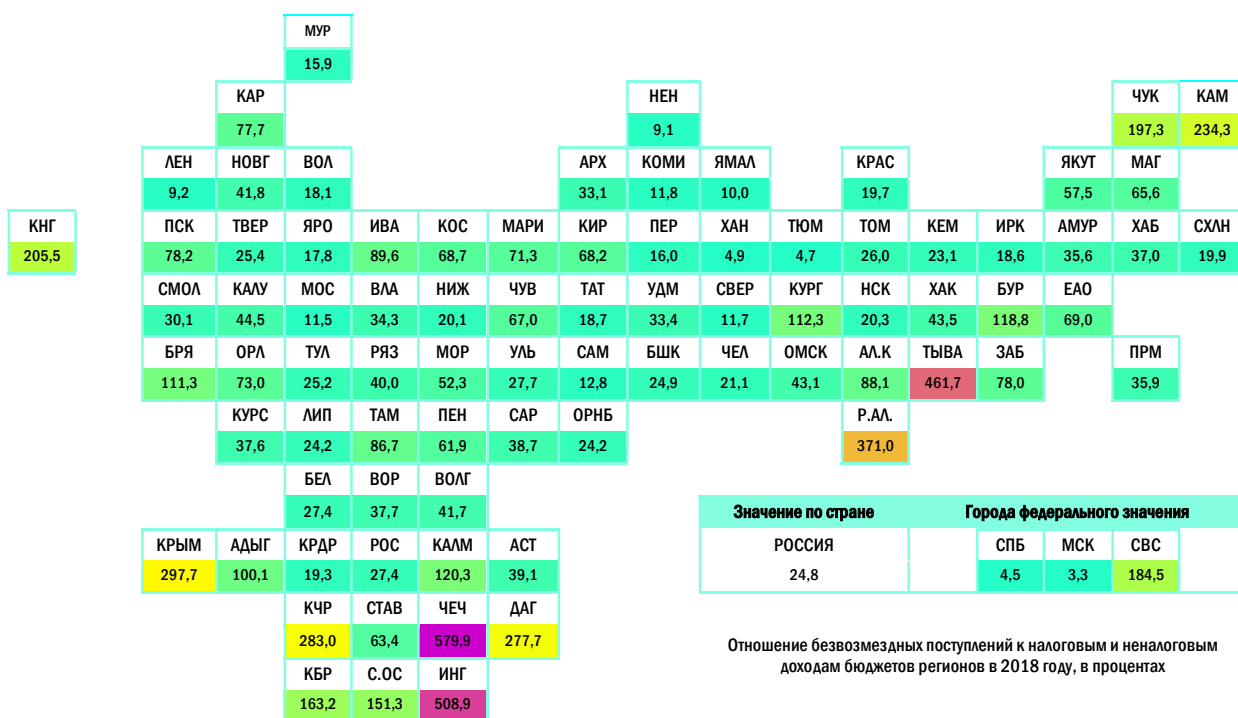 МУР
15,9
КАР НЕН ЧУК КАМ
77,7 9,1 197,3 234,3
ЛЕН НОВГ ВОЛ АРХ КОМИ ЯМАЛ КРАС ЯКУТ МАГ
9,2 41,8 18,1 33,1 11,8 10,0 19,7 57,5 65,6
КНГ ПСК ТВЕР ЯРО ИВА КОС МАРИ КИР ПЕР ХАН ТЮМ ТОМ КЕМ ИРК АМУР ХАБ СХЛН
205,5 78,2 25,4 17,8 89,6 68,7 71,3 68,2 16,0 4,9 4,7 26,0 23,1 18,6 35,6 37,0 19,9
СМОЛ КАЛУ МОС ВЛА НИЖ ЧУВ ТАТ УДМ СВЕР КУРГ НСК ХАК БУР ЕАО
30,1 44,5 11,5 34,3 20,1 67,0 18,7 33,4 11,7 112,3 20,3 43,5 118,8 69,0
БРЯ ОРЛ ТУЛ РЯЗ МОР УЛЬ САМ БШК ЧЕЛ ОМСК АЛ.К ТЫВА ЗАБ ПРМ
111,3 73,0 25,2 40,0 52,3 27,7 12,8 24,9 21,1 43,1 88,1 461,7 78,0 35,9
КУРС ЛИП ТАМ ПЕН САР ОРНБ Р.АЛ.
37,6 24,2 86,7 61,9 38,7 24,2 371,0
БЕЛ ВОР ВОЛГ
27,4 37,7 41,7
Значение по стране Города федерального значения
КРЫМ АДЫГ КРДР РОС КАЛМ АСТ РОССИЯ СПБ МСК СВС
297,7 100,1 19,3 27,4 120,3 39,1 24,8 4,5 3,3 184,5
КЧР СТАВ ЧЕЧ ДАГ
283,0 63,4 579,9 277,7
КБР С.ОС ИНГ
163,2 151,3 508,9
Отношение безвозмездных поступлений к налоговым и неналоговым
доходам бюджетов регионов в 2018 году, в процентах